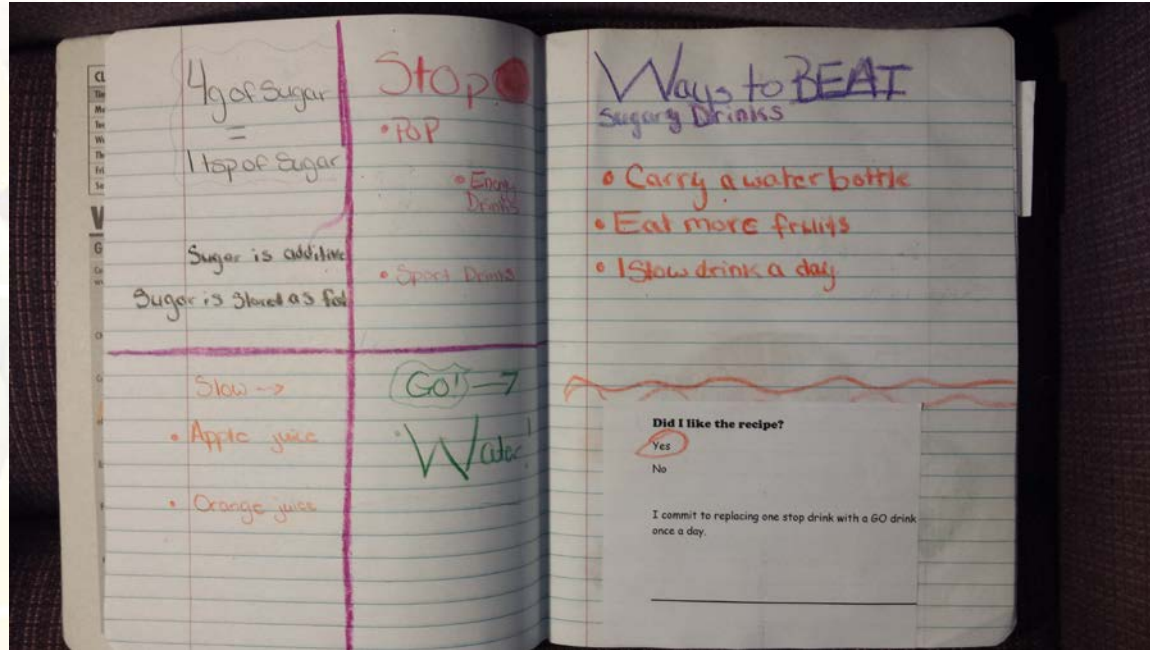 4g of Sugar
=
1 tsp of Sugar
Sugar is additive
Sugar is Stored as fat
Stop
• POP
• Energy
Drinks
• Sport Drinks
Slow -->
• Apple juice
• Orange juice
Go! →
Water!
Ways to BEAT
Sugary Drinks
• Carry a water bottle
• Eat more fruits
• 1 Slow drink a day
Did I like the recipe?
Yes
No
I commit to replacing one stop drink with a GO drink
once a day.
CL
W
G